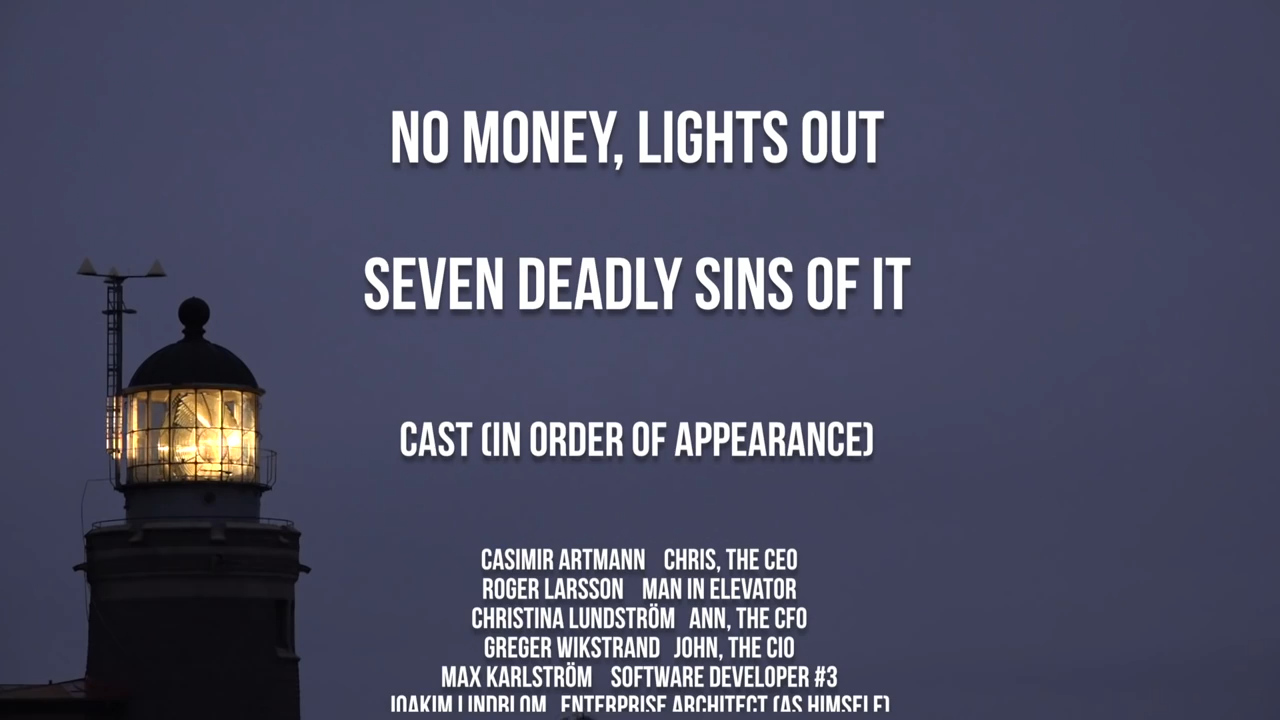 NO MONEY, LIGHTS OUT
SEVEN DEADLY SINS OF IT
CAST (IN ORDER OF APPEARANCE)
CASIMIR ARTMANN CHRIS, THE CEO
ROGER LARSSON MAN IN ELEVATOR
CHRISTINA LUNDSTRÖM ANN, THE CFO
GREGER WIKSTRAND JOHN, THE CIO
MAX KARLSTRÖM SOFTWARE DEVELOPER #3
JOAKIM LINDBLOM ENTERPRISE ARCHITECT (AS HIMSELF)